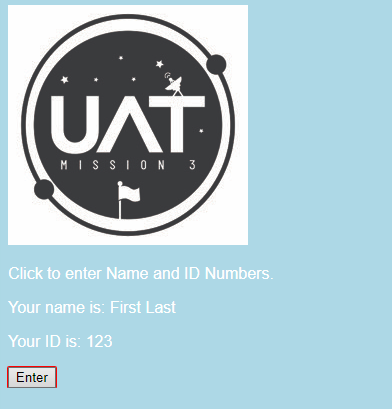 UAT
MISSION 3
Click to enter Name and ID Numbers.
Your name is: First Last
Your ID is: 123
Enter